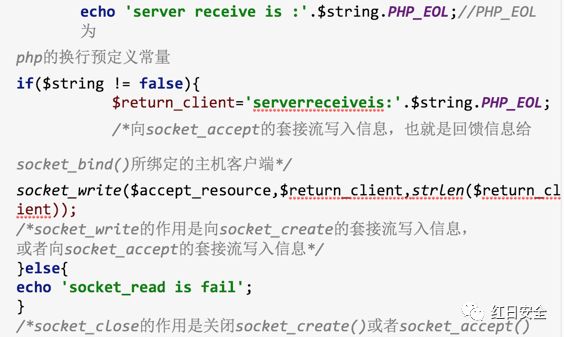 echo 'server receive is :'.$string.PHP_EOL;//PHP_EOL
为
php的换行预定义常量
if($string != false){
$return_client='serverreceiveis:'.$string.PHP_EOL;
/*向socket_accept的套接流写入信息，也就是回馈信息给
socket_bind()所绑定的主机客户端*/
socket_write($accept_resource,$return_client,strlen($return_cl
ient));
/*socket_write的作用是向socket_create的套接流写入信息，
或者向socket_accept的套接流写入信息*/
}else{
echo 'socket_read is fail';
}
/*socket_close的作用是关闭socket_create()或者socket_accept()
红日安全